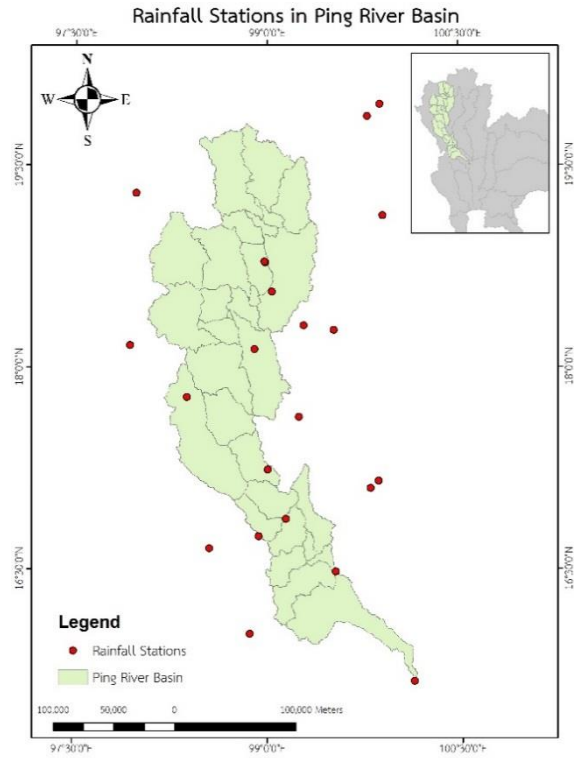 Rainfall Stations in Ping River Basin
97°30'0"E 99°0'0"E 100°30'0"E
N
W E
S
19°30'0"N 19°30'0"N
18°0'0"N 18°0'0"N
16°30'0"N 16°30'0"N
Legend
Rainfall Stations
Ping River Basin
100,000 50,000 0 100,000 Meters
97°30'0"E 99°0'0"E 100°30'0"E